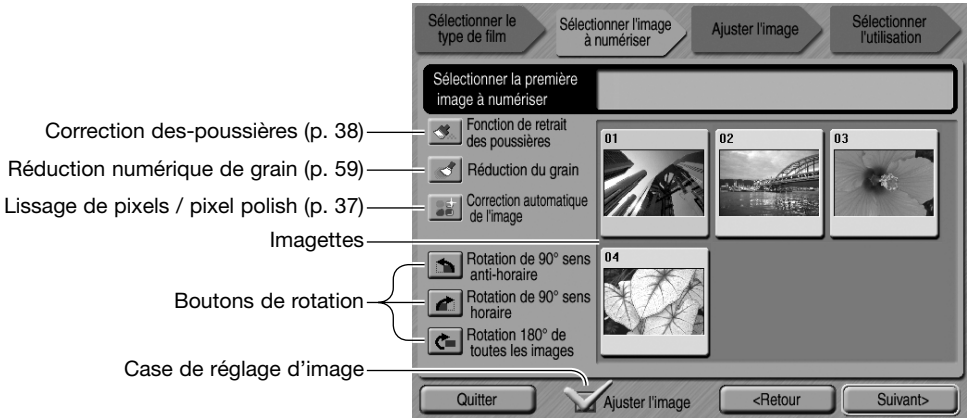 Sélectionner le
type de film
Sélectionner l'image
à numériser
Ajuster l'image
Sélectionner
l'utilisation
Sélectionner la première
image à numériser
Correction des-poussières (p. 38)
Fonction de retrait
des poussières
Réduction numérique de grain (p. 59)
Réduction du grain
Lissage de pixels / pixel polish (p. 37)
Correction automatique
de l'image
Imagettes
01
02
03
04
Boutons de rotation
Rotation de 90° sens
anti-horaire
Rotation de 90° sens
horaire
Rotation 180° de
toutes les images
Case de réglage d’image
Quitter
Ajuster l'image
<Retour
Suivant>